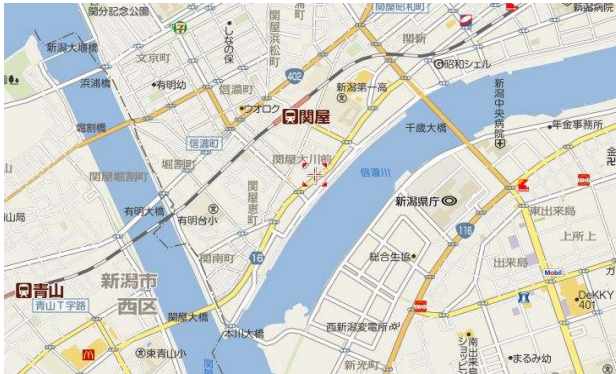 関分記念公園
しなの保
関屋浜松町
関屋昭和町
新潟病院
新潟大堰橋
文京町
関新
昭和シェル
浜浦橋
有明幼
信濃町
402
新潟第一高
新潟中央病院
ウオロク
堀割橋
関屋
千歳大橋
年金事務所
信濃町
関屋大川前
信濃川
堀割町
関屋堀割町
関屋恵町
新潟県庁
有明大橋
有明台小
東出来島
116
上所上
関南町
16
総合生協
出来島
青山
新潟市
西区
Mobil
DeKKY
401
青山T字路
関屋大橋
本川大橋
西新潟変電所
東青山小
新光町
南出来島
まるみ幼